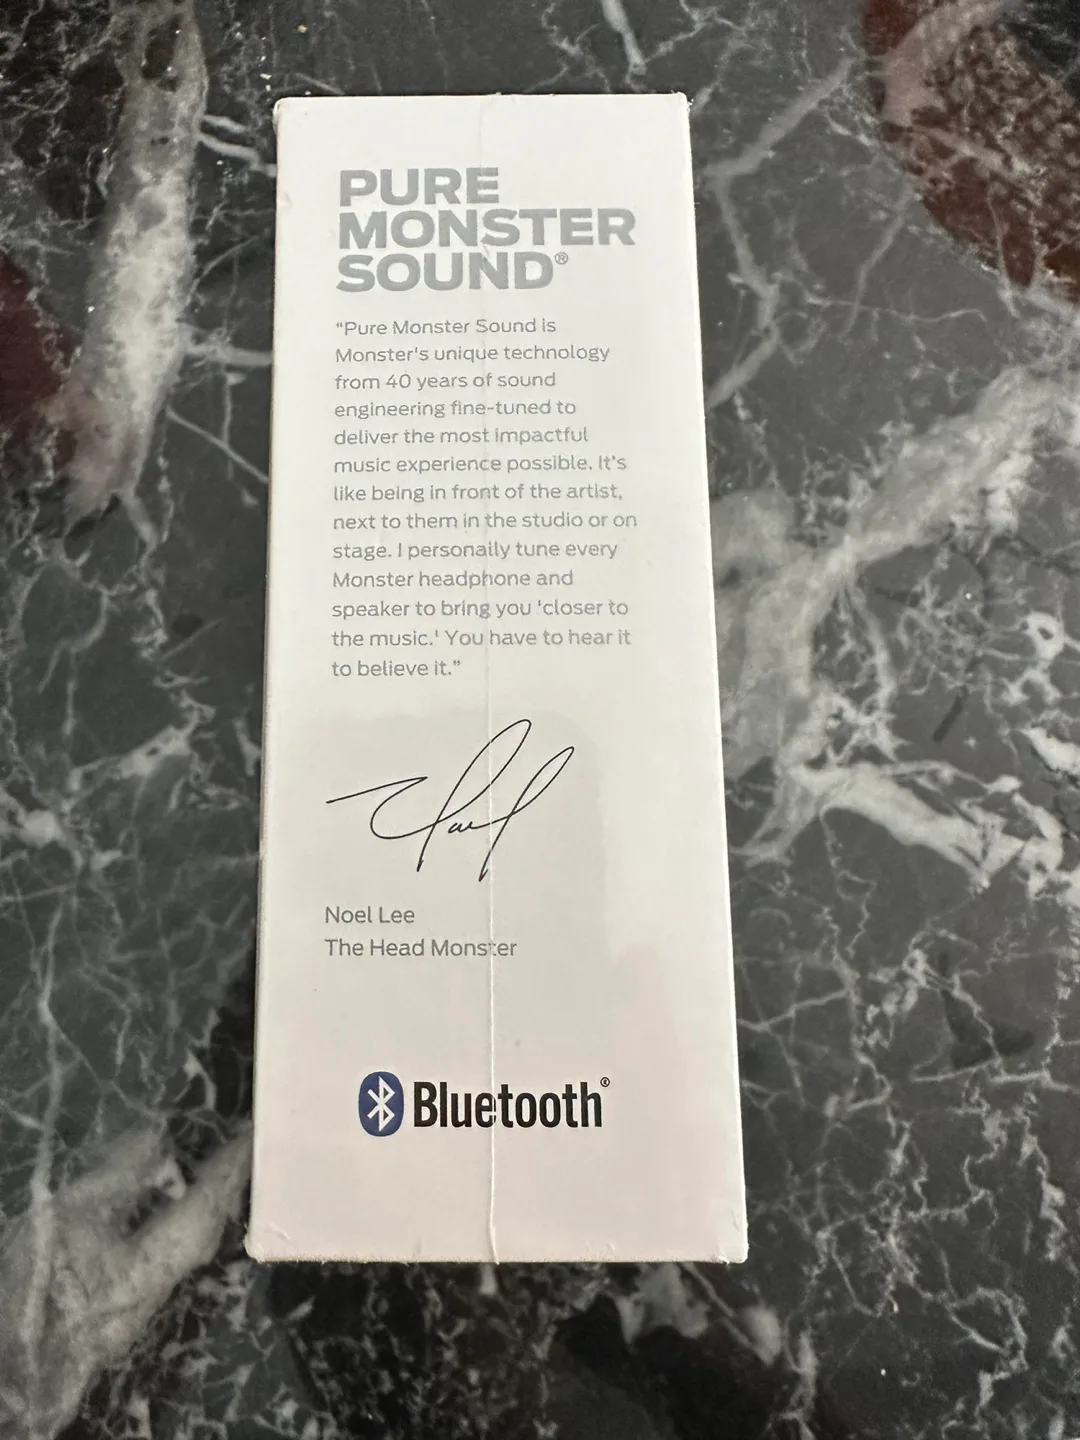 PURE
MONSTER
SOUND®
“Pure Monster Sound is
Monster's unique technology
from 40 years of sound
engineering fine-tuned to
deliver the most impactful
music experience possible. It’s
like being in front of the artist,
next to them in the studio or on
stage. I personally tune every
Monster headphone and
speaker to bring you 'closer to
the music.' You have to hear it
to believe it.”
Noel
Noel Lee
The Head Monster
Bluetooth®